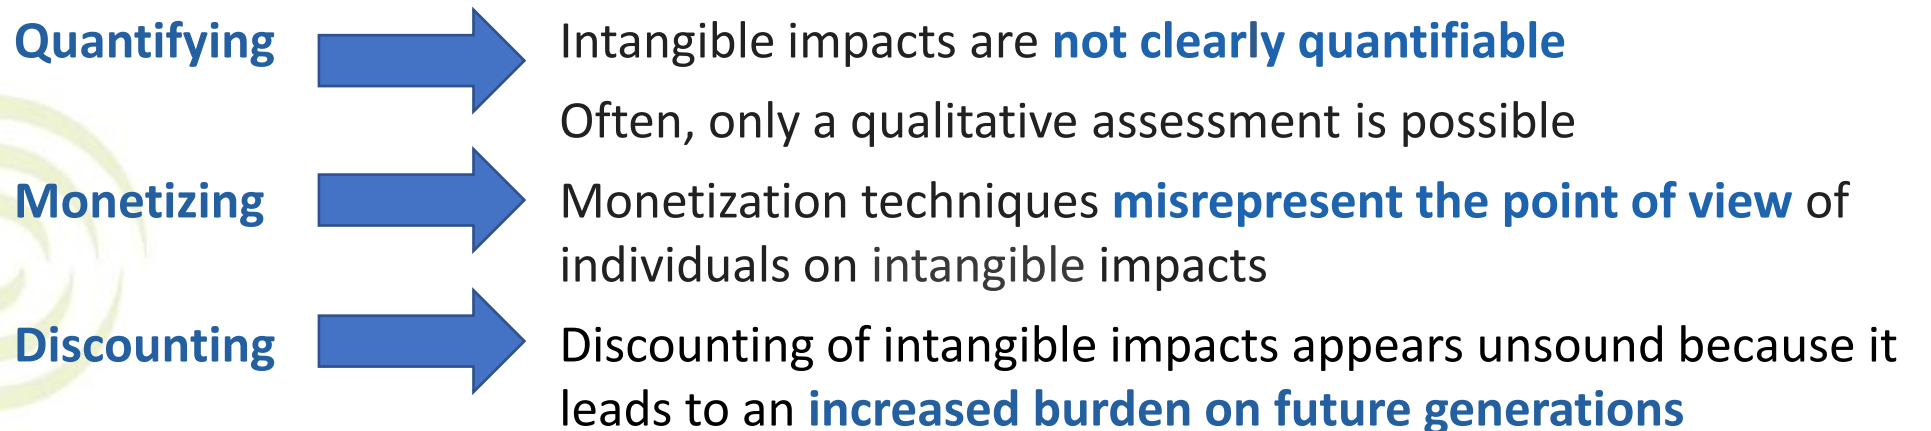 Quantifying Intangible impacts are not clearly quantifiable
Often, only a qualitative assessment is possible
Monetizing Monetization techniques misrepresent the point of view of
individuals on intangible impacts
Discounting Discounting of intangible impacts appears unsound because it
leads to an increased burden on future generations